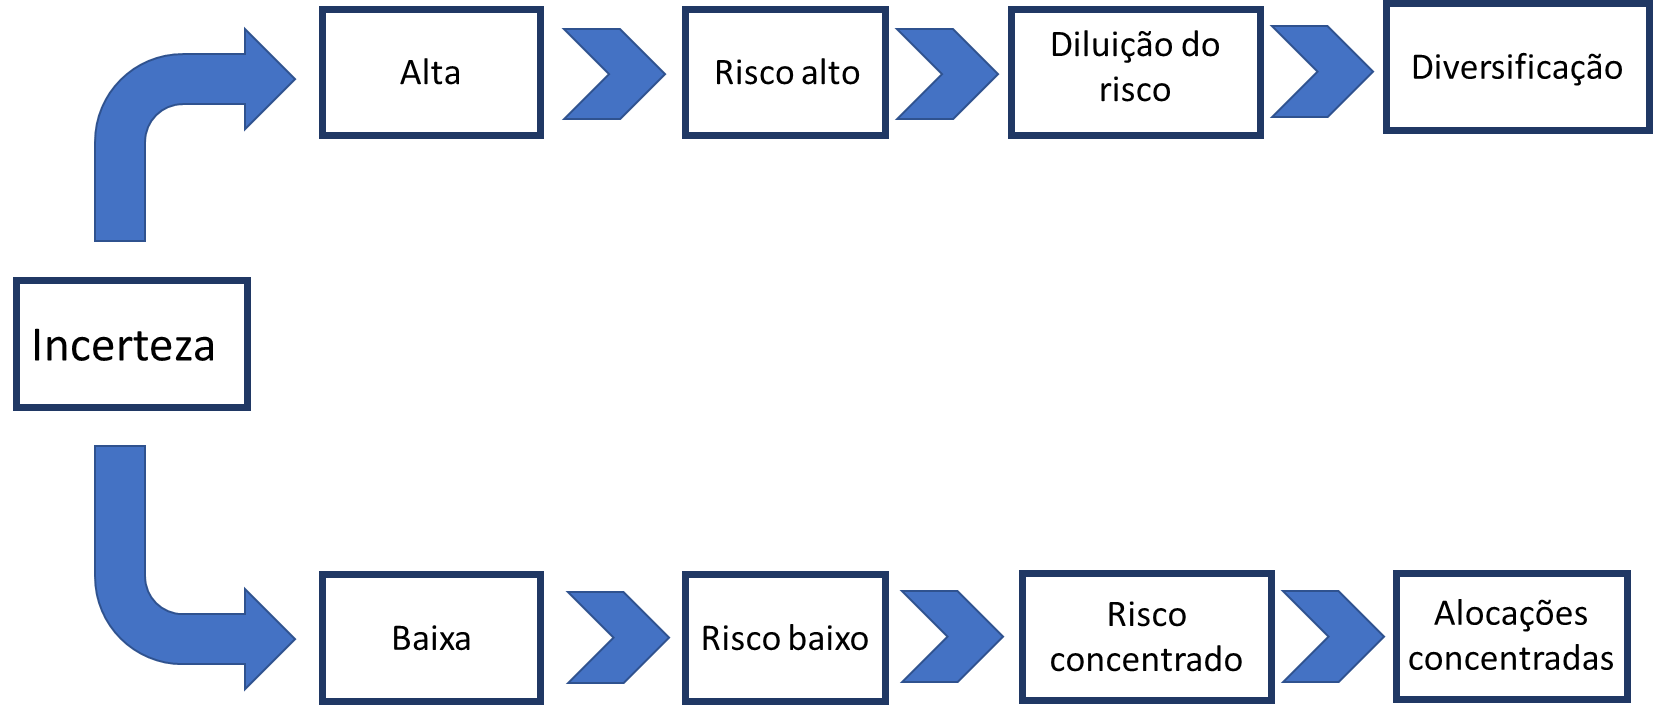 Alta
Risco alto
Diluição do
risco
Diversificação
Incerteza
Baixa
Risco baixo
Risco
concentrado
Alocações
concentradas